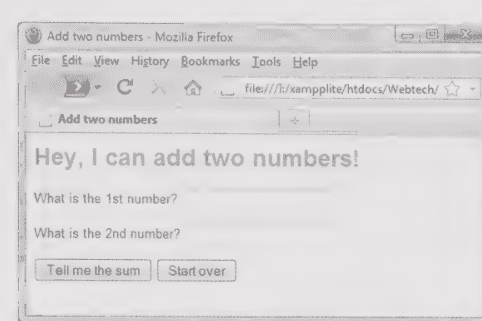 Add two numbers - Mozilla Firefox
File Edit View History Bookmarks Tools Help
file:///I:/xampplite/htdocs/Webtech/
Add two numbers
Hey, I can add two numbers!
What is the 1st number?
What is the 2nd number?
Tell me the sum Start over